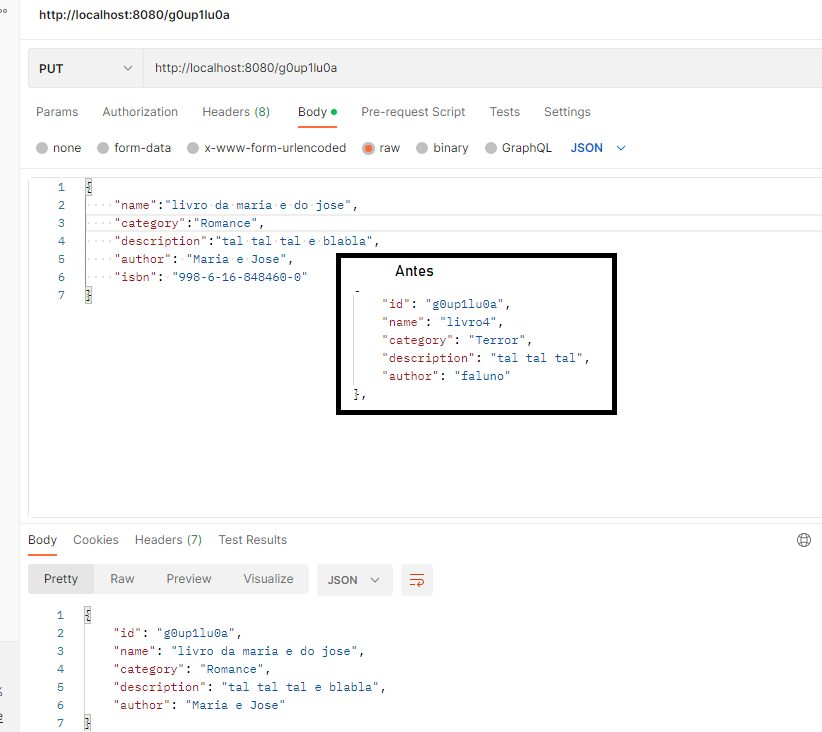 http://localhost:8080/g0up1lu0a
PUT http://localhost:8080/g0up1lu0a
Params Authorization Headers (8) Body Pre-request Script Tests Settings
none form-data x-www-form-urlencoded raw binary GraphQL JSON
1 {
2 "name":"livro da maria e do jose",
3 "category":"Romance",
4 "description":"tal tal tal e blabla",
5 "author": "Maria e Jose",
6 "isbn": "998-6-16-848460-0"
7 }
Antes
"id": "g0up1lu0a",
"name": "livro4",
"category": "Terror",
"description": "tal tal tal",
"author": "faluno"
},
Body Cookies Headers (7) Test Results
Pretty Raw Preview Visualize JSON
1 {
2 "id": "g0up1lu0a",
3 "name": "livro da maria e do jose",
4 "category": "Romance",
5 "description": "tal tal tal e blabla",
6 "author": "Maria e Jose"
7 }